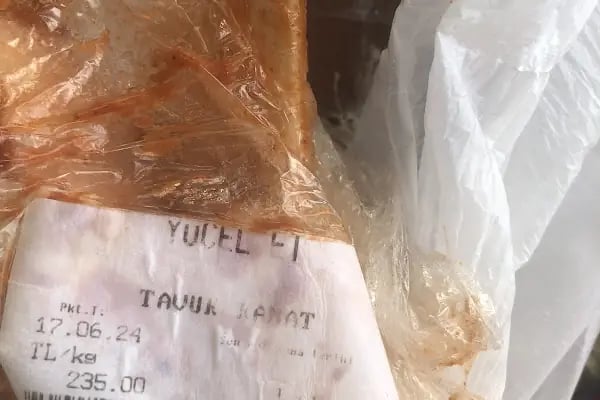 YUCEL ET
TAVUK KANAT
PKt.T:
17.06.24
TL/kg
235.00